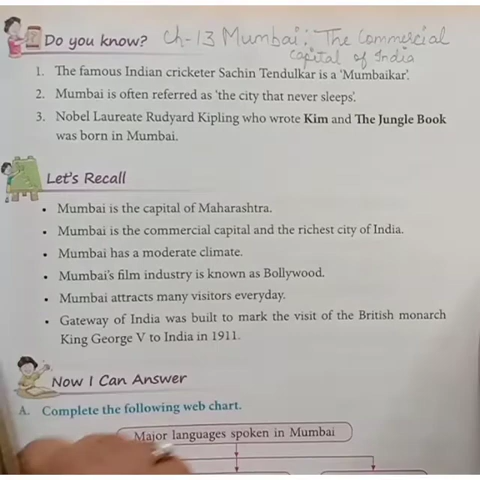 Do you know? Ch-13 Mumbai: The Commercial
capital of India
1. The famous Indian cricketer Sachin Tendulkar is a 'Mumbaikar'.
2. Mumbai is often referred as 'the city that never sleeps'.
3. Nobel Laureate Rudyard Kipling who wrote Kim and The Jungle Book
was born in Mumbai.
Let's Recall
• Mumbai is the capital of Maharashtra.
• Mumbai is the commercial capital and the richest city of India.
• Mumbai has a moderate climate.
• Mumbai's film industry is known as Bollywood.
• Mumbai attracts many visitors everyday.
• Gateway of India was built to mark the visit of the British monarch
King George V to India in 1911.
Now I Can Answer
A. Complete the following web chart.
Major languages spoken in Mumbai